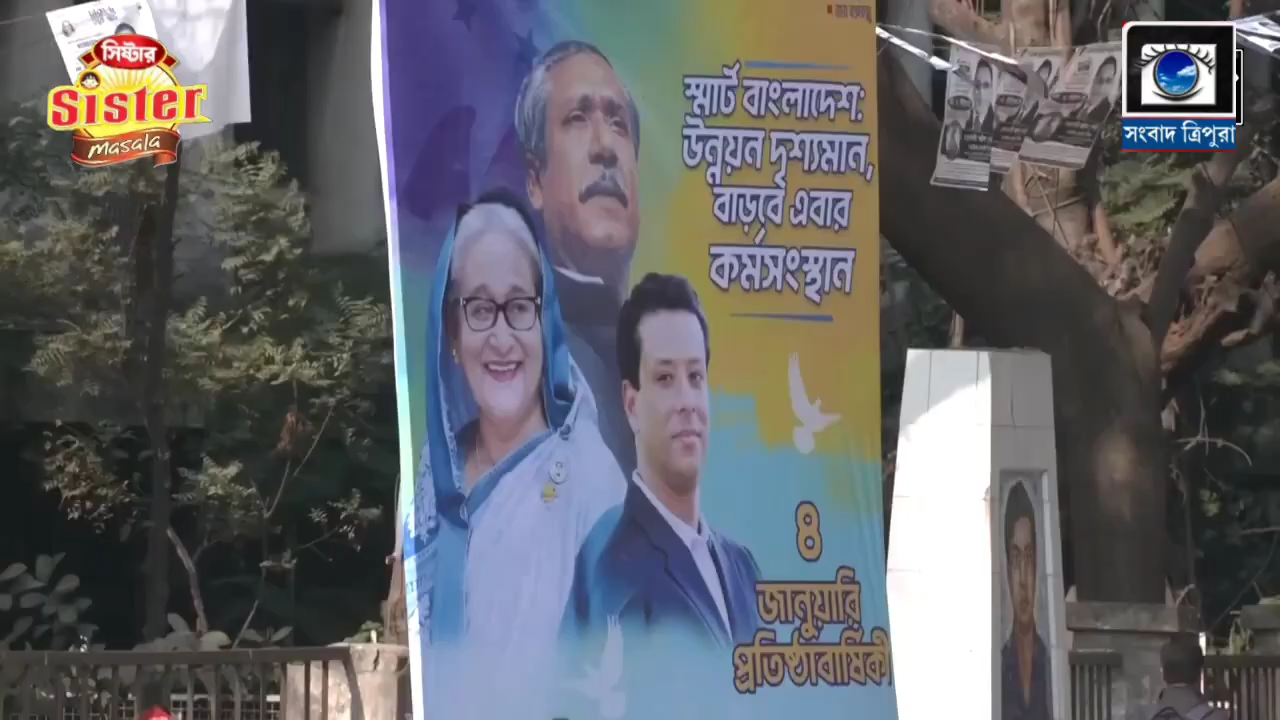 সিষ্টার
Sister
masala
স্মার্ট বাংলাদেশ:
উন্নয়ন দৃশ্যমান,
বাড়বে এবার
কর্মসংস্থান
৪
জানুয়ারি
প্রতিষ্ঠাবার্ষিকী
সংবাদ ত্রিপুরা